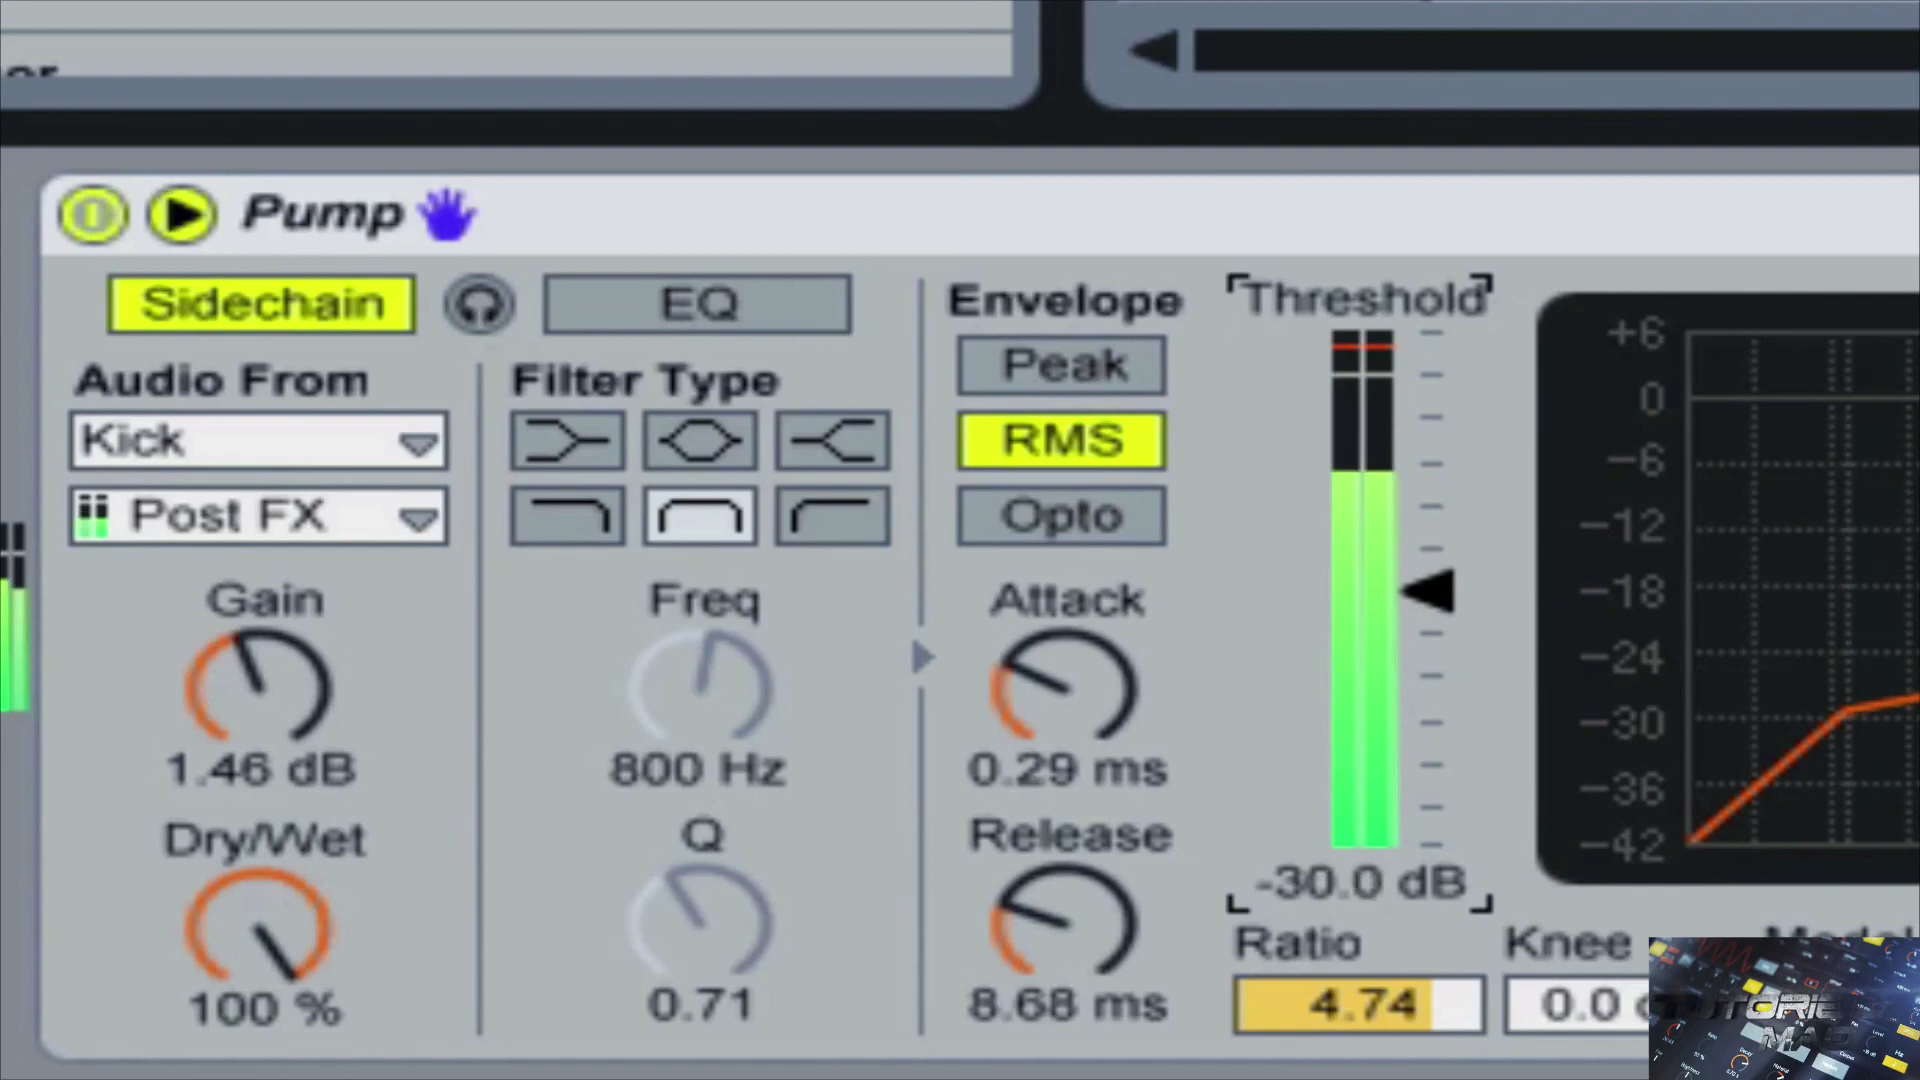 Pump
Sidechain
EQ
Envelope
Threshold
Audio From
Filter Type
Peak
Kick
RMS
Post FX
Opto
Gain
Freq
Attack
1.46 dB
800 Hz
0.29 ms
Dry/Wet
Q
Release
100 %
0.71
8.68 ms
-30.0 dB
Ratio
Knee
4.74
0.0
+6
0
-6
-12
-18
-24
-30
-36
-42